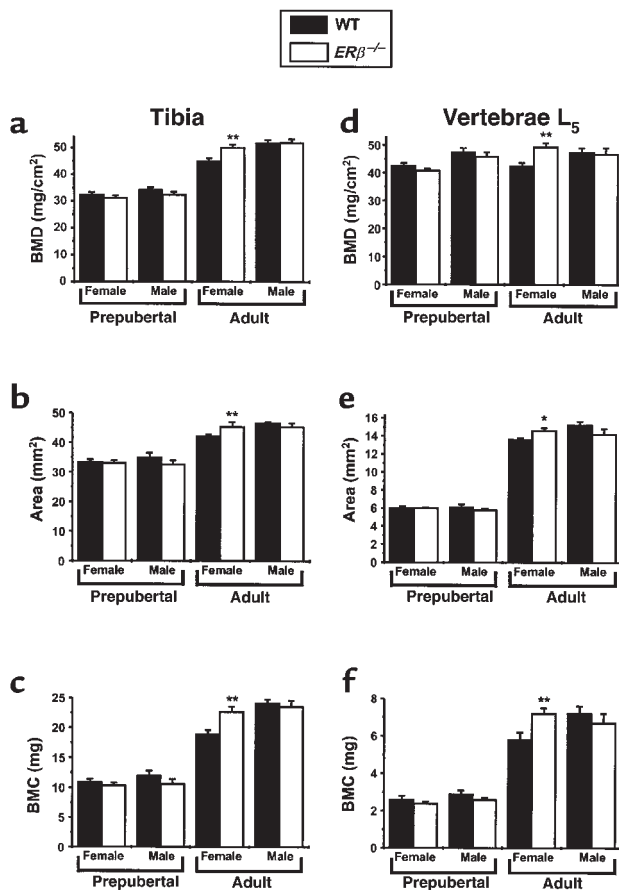 WT
ERβ−/−
Tibia
Vertebrae L5
a
BMD (mg/cm2)
50
40
30
20
10
0
**
Female Male Female Male
Prepubertal Adult
d
BMD (mg/cm2)
50
40
30
20
10
0
**
Female Male Female Male
Prepubertal Adult
b
Area (mm2)
50
40
30
20
10
0
**
Female Male Female Male
Prepubertal Adult
e
Area (mm2)
16
14
12
10
8
6
4
2
0
*
Female Male Female Male
Prepubertal Adult
c
BMC (mg)
25
20
15
10
5
0
**
Female Male Female Male
Prepubertal Adult
f
BMC (mg)
8
6
4
2
0
**
Female Male Female Male
Prepubertal Adult